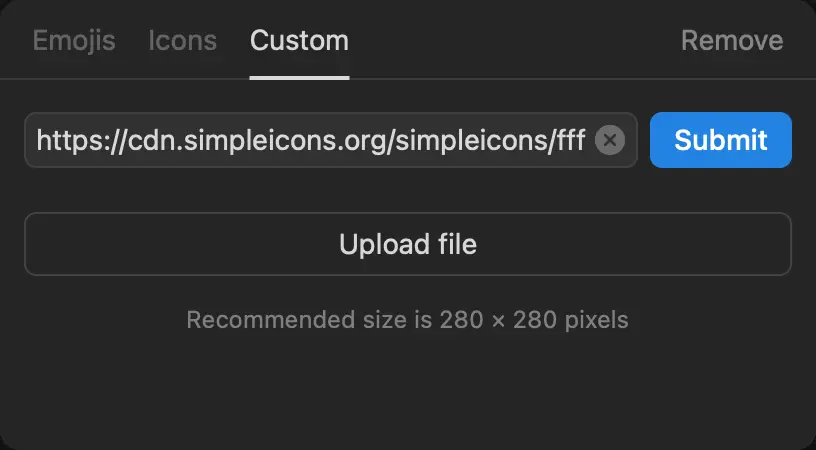 Emojis Icons Custom Remove
https://cdn.simpleicons.org/simpleicons/fff Submit
Upload file
Recommended size is 280 × 280 pixels